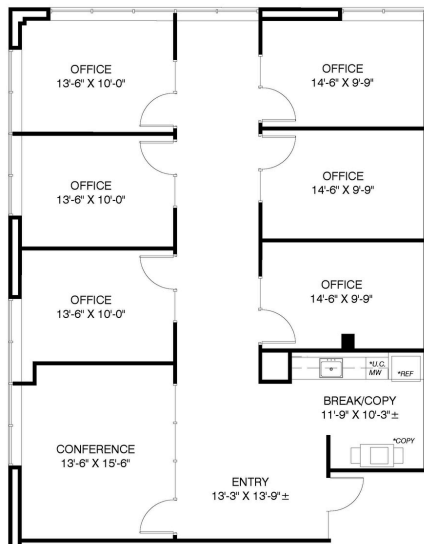 OFFICE
13'-6" X 10'-0"
OFFICE
14'-6" X 9'-9"
OFFICE
13'-6" X 10'-0"
OFFICE
14'-6" X 9'-9"
OFFICE
13'-6" X 10'-0"
OFFICE
14'-6" X 9'-9"
*U.C.
MW
*REF
BREAK/COPY
11'-9" X 10'-3"±
*COPY
CONFERENCE
13'-6" X 15'-6"
ENTRY
13'-3" X 13'-9"±